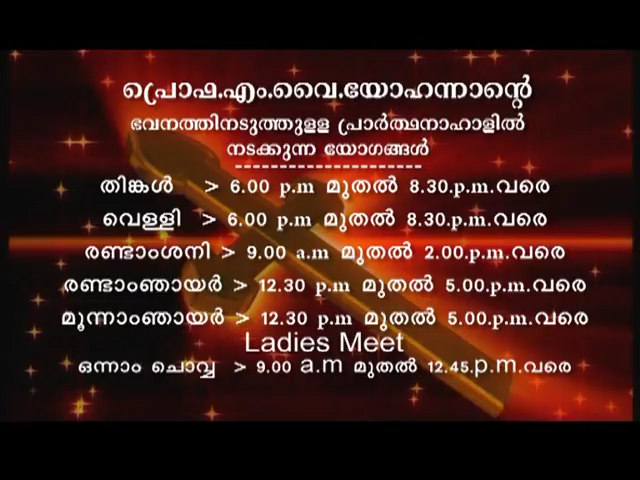 പ്രൊഫ.എം.വൈ.യോഹന്നാന്റെ
ഭവനത്തിനടുത്തുളള പ്രാർത്ഥനാഹാളിൽ
നടക്കുന്ന യോഗങ്ങൾ
------------------------
തിങ്കൾ > 6.00 p.m മുതൽ 8.30.p.m.വരെ
വെള്ളി > 6.00 p.m മുതൽ 8.30.p.m.വരെ
രണ്ടാംശനി > 9.00 a.m മുതൽ 2.00.p.m.വരെ
രണ്ടാംഞായർ > 12.30 p.m മുതൽ 5.00.p.m.വരെ
മൂന്നാംഞായർ > 12.30 p.m മുതൽ 5.00.p.m.വരെ
Ladies Meet
ഒന്നാം ചൊവ്വ > 9.00 a.m മുതൽ 12.45.p.m.വരെ